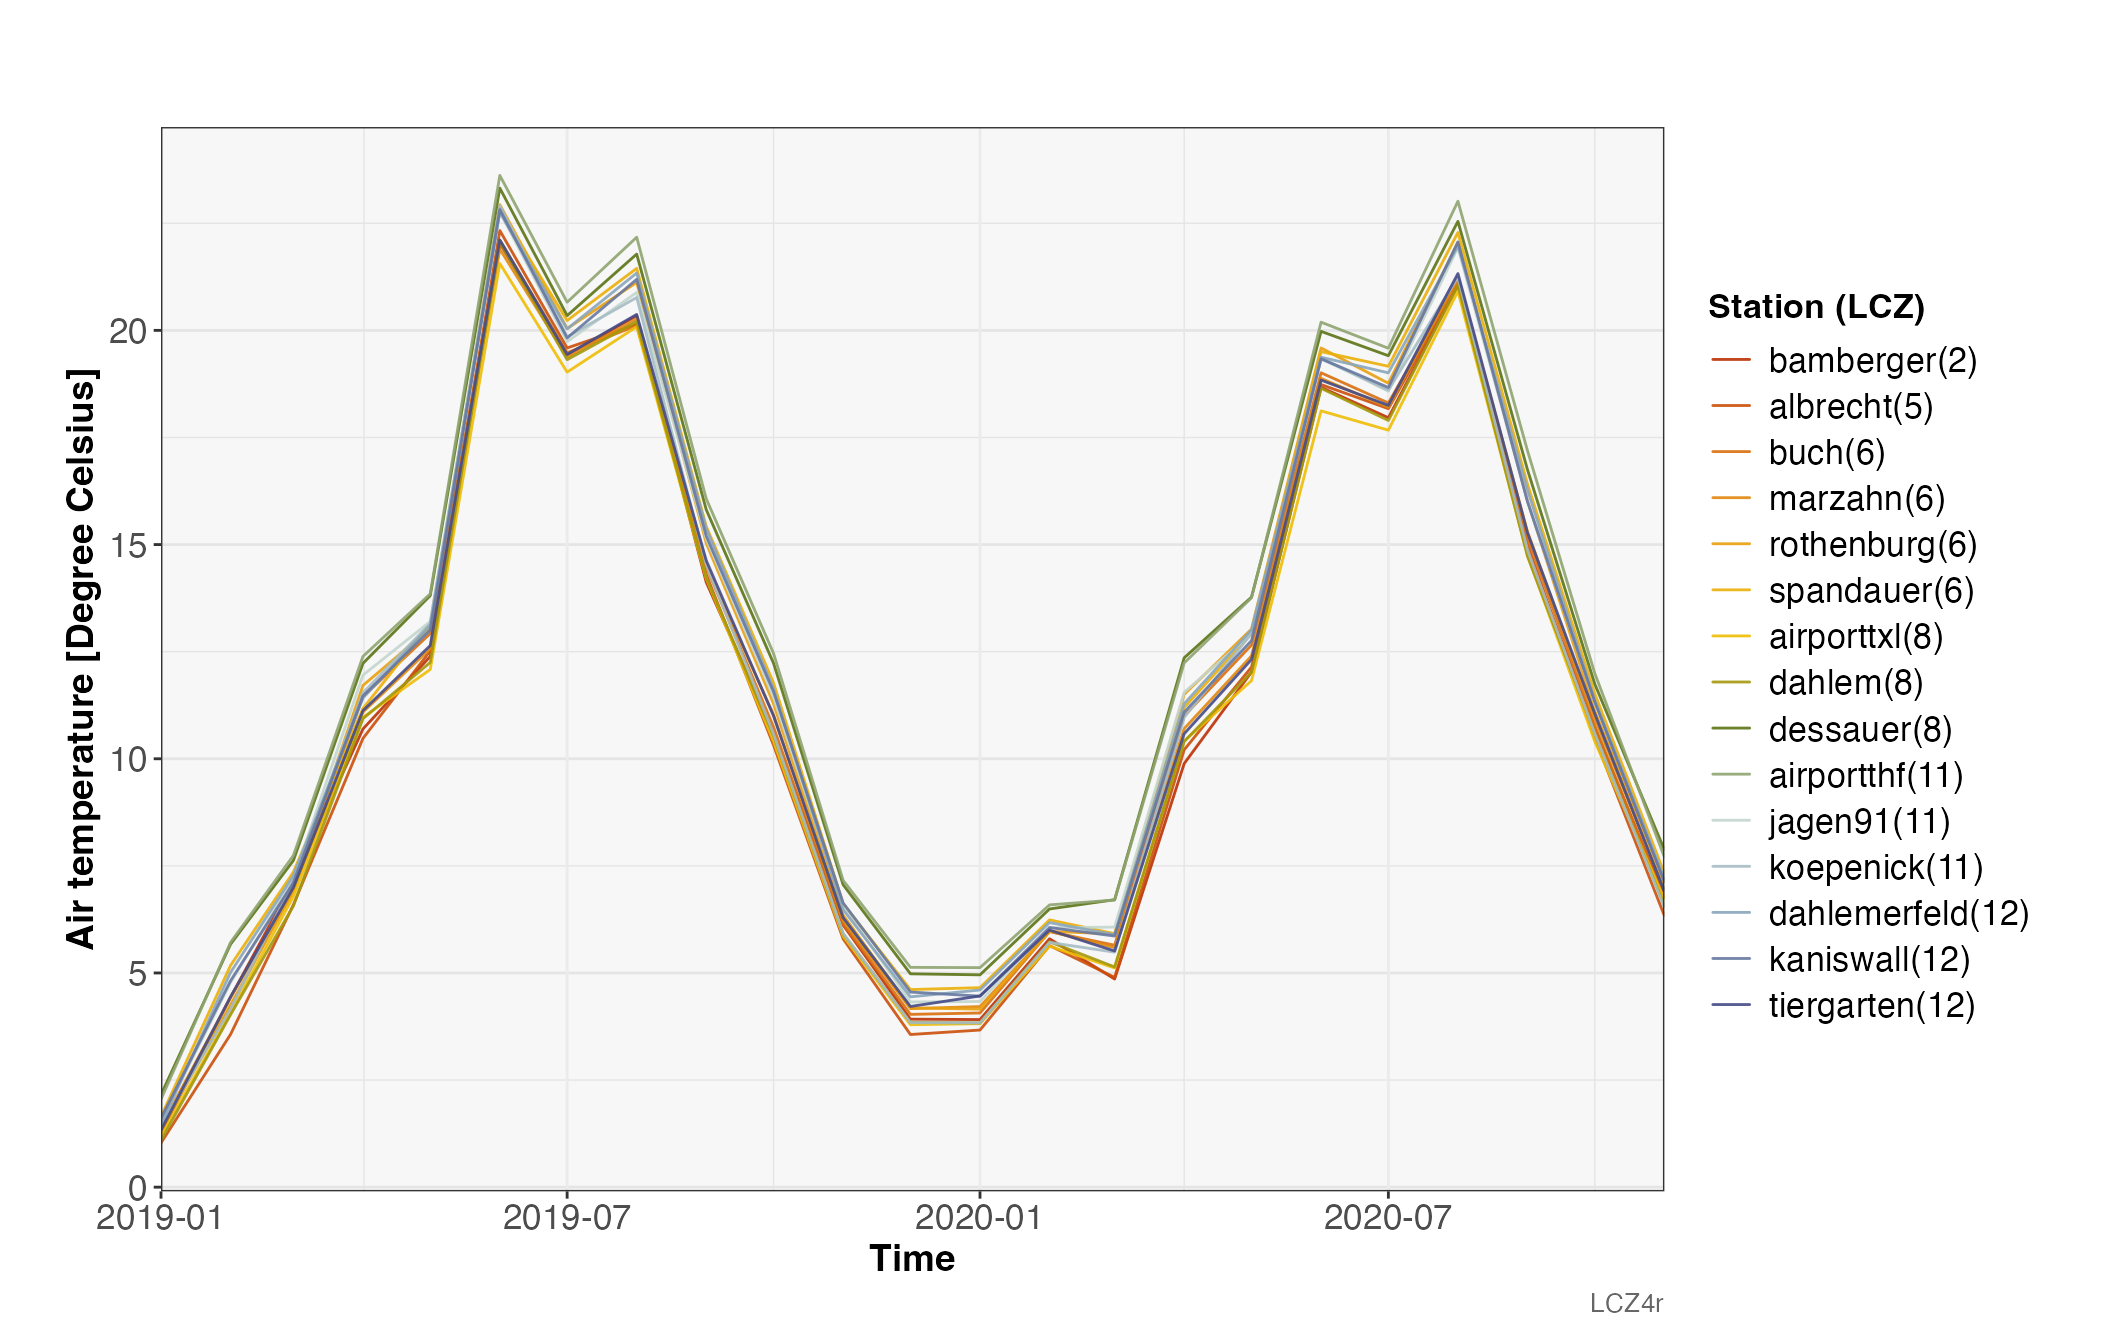 Air temperature [Degree Celsius]
20
15
10
5
0
2019-01
2019-07
2020-01
2020-07
Time
Station (LCZ)
bamberger(2)
albrecht(5)
buch(6)
marzahn(6)
rothenburg(6)
spandauer(6)
airporttxl(8)
dahlem(8)
dessauer(8)
airportthf(11)
jagen91(11)
koepenick(11)
dahlemerfeld(12)
kaniswall(12)
tiergarten(12)
LCZ4r